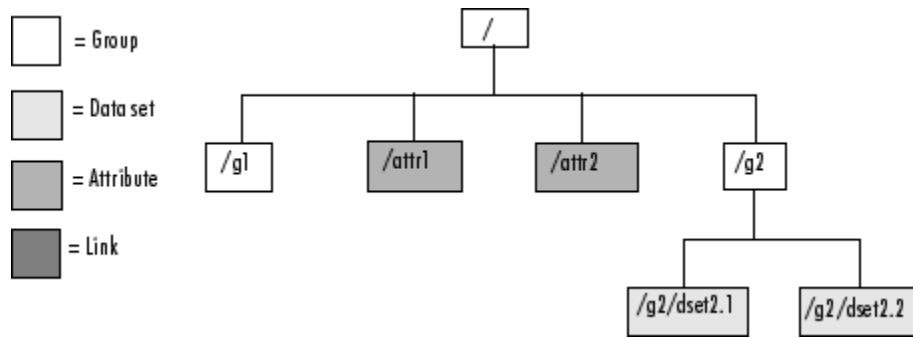 = Group
= Data set
= Attribute
= Link
/
/g1
/attr1
/attr2
/g2
/g2/dset2.1
/g2/dset2.2